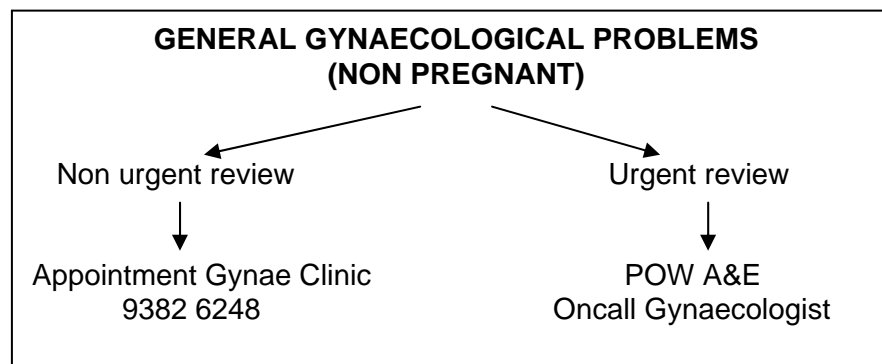 GENERAL GYNAECOLOGICAL PROBLEMS
(NON PREGNANT)
Non urgent review
Urgent review
Appointment Gynae Clinic
9382 6248
POW A&E
Oncall Gynaecologist